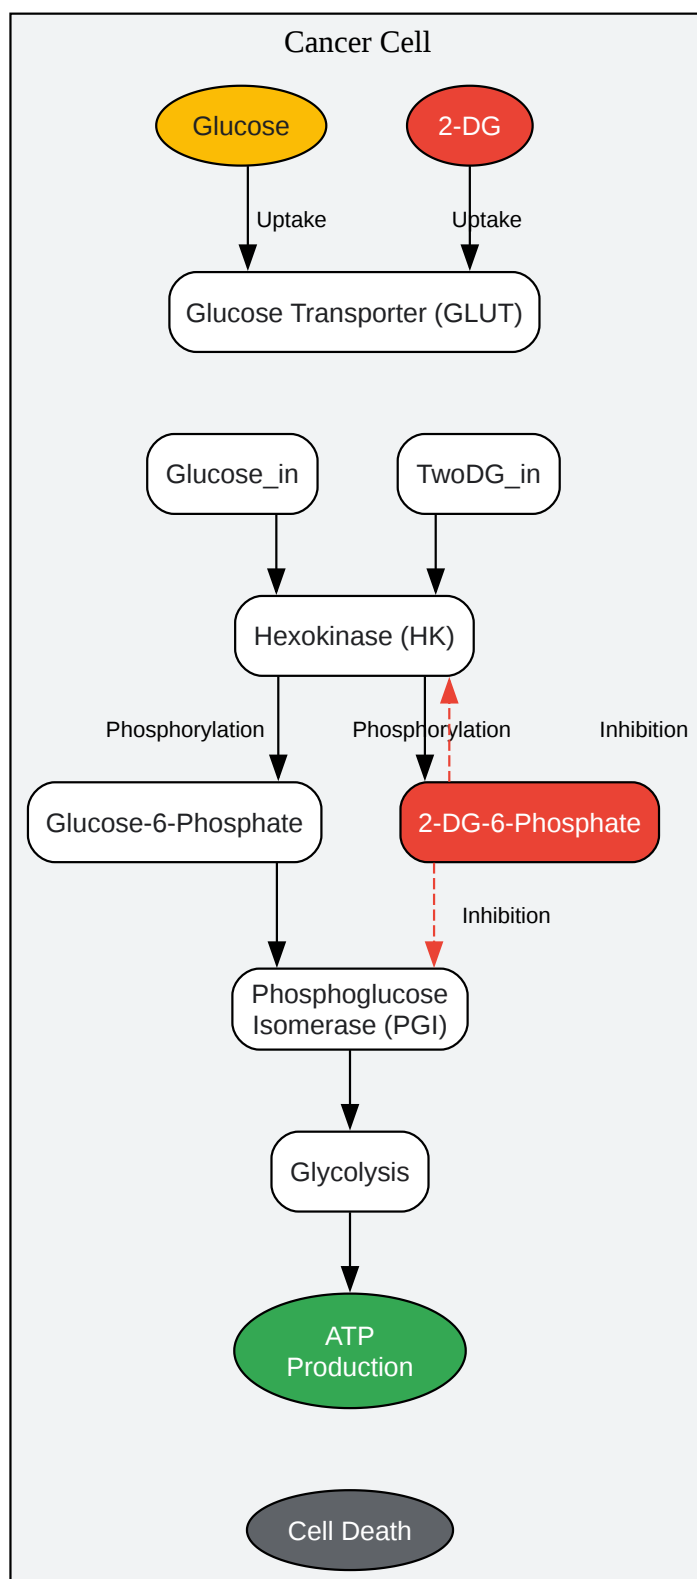 Cancer Cell
Glucose
2-DG
Uptake
Uptake
Glucose Transporter (GLUT)
Glucose_in
TwoDG_in
Hexokinase (HK)
Phosphorylation
Phosphorylation
Inhibition
Glucose-6-Phosphate
2-DG-6-Phosphate
Inhibition
Phosphoglucose
Isomerase (PGI)
Glycolysis
ATP
Production
Cell Death